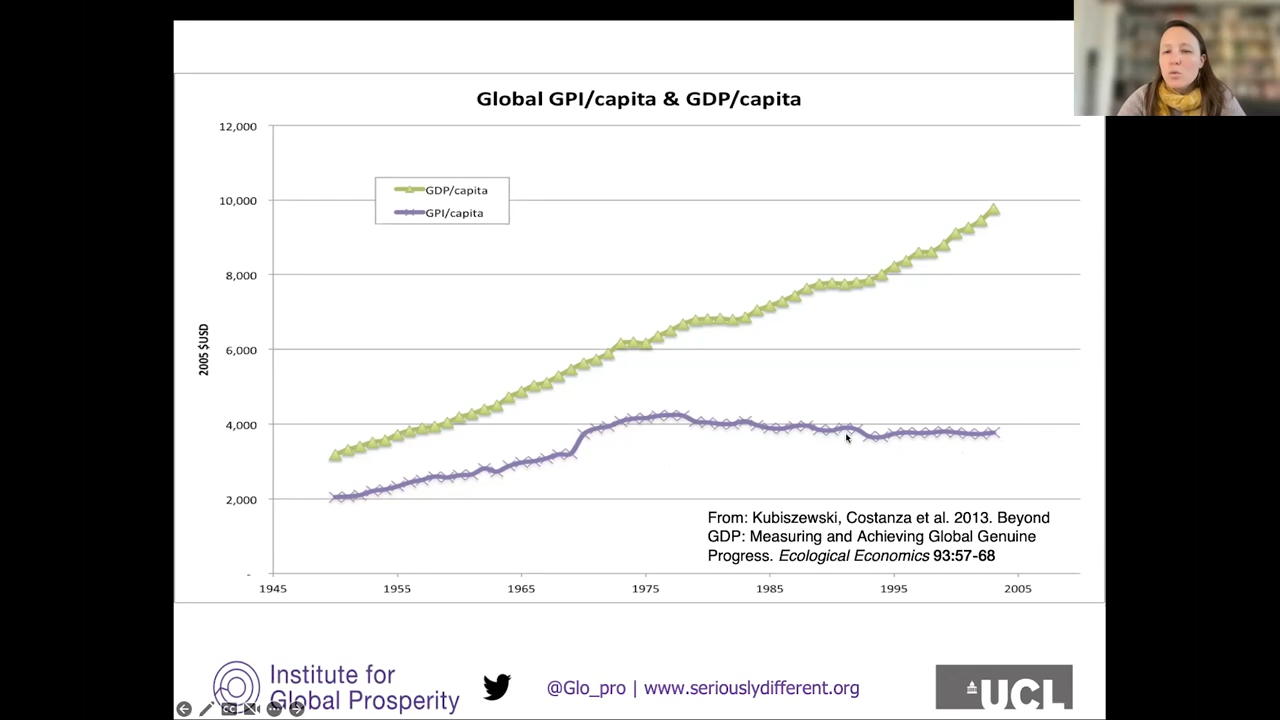 Global GPI/capita & GDP/capita
12,000
10,000
8,000
6,000
4,000
2,000
-
2005 $USD
GDP/capita
GPI/capita
From: Kubiszewski, Costanza et al. 2013. Beyond
GDP: Measuring and Achieving Global Genuine
Progress. Ecological Economics 93:57-68
1945 1955 1965 1975 1985 1995 2005
Institute for
Global Prosperity
@Glo_pro | www.seriouslydifferent.org
UCL